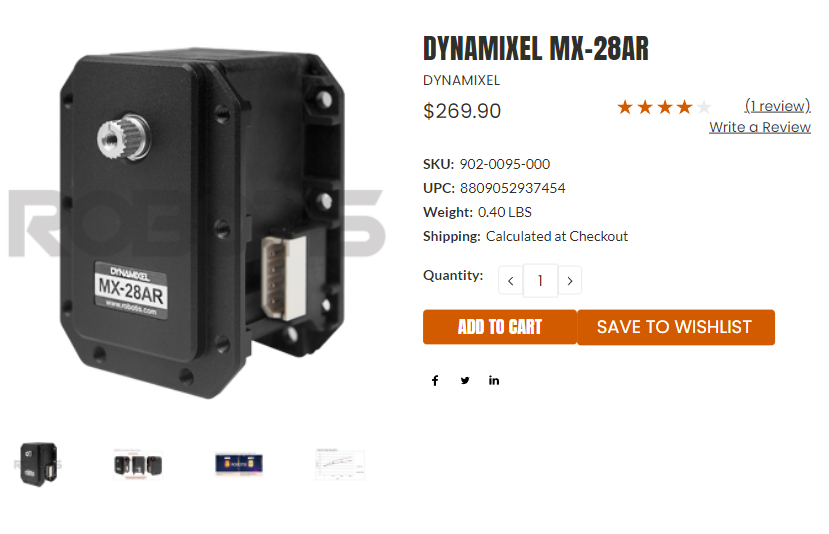 DYNAMIXEL MX-28AR
DYNAMIXEL
$269.90
(1 review)
Write a Review
SKU: 902-0095-000
UPC: 8809052937454
Weight: 0.40 LBS
Shipping: Calculated at Checkout
Quantity:
1
ADD TO CART
SAVE TO WISHLIST
ROBOTIS
DYNAMIXEL
MX-28AR
www.robotis.com